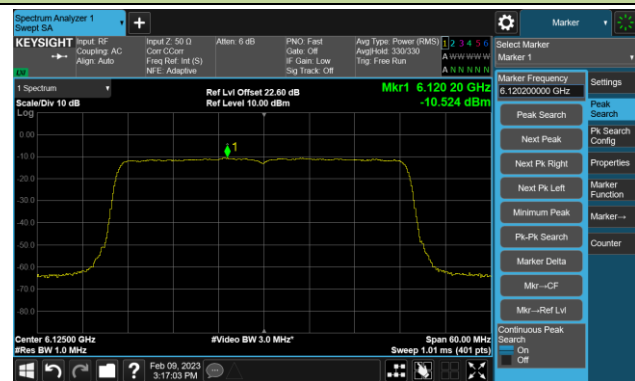 Spectrum Analyzer 1
Swept SA
Marker
KEYSIGHT
Input: RF
Coupling: AC
Align: Auto
Input Z: 50 Ω
Corr CCorr
Freq Ref: Int (S)
NFE: Adaptive
Atten: 6 dB
PNO: Fast
Gate: Off
IF Gain: Low
Sig Track: Off
Avg Type: Power (RMS)
Avg|Hold: 330/330
Trig: Free Run
1 2 3 4 5 6
A W W W W W
A N N N N N
Select Marker
Marker 1
1 Spectrum
Scale/Div 10 dB
Log
Ref Lvl Offset 22.60 dB
Ref Level 10.00 dBm
Mkr1 6.120 20 GHz
-10.524 dBm
0.00
-10.0
-20.0
-30.0
-40.0
-50.0
-60.0
-70.0
-80.0
1
Center 6.12500 GHz
#Res BW 1.0 MHz
#Video BW 3.0 MHz*
Span 60.00 MHz
Sweep 1.01 ms (401 pts)
Marker Frequency
6.120200000 GHz
Peak Search
Next Peak
Next Pk Right
Next Pk Left
Minimum Peak
Pk-Pk Search
Marker Delta
Mkr→CF
Mkr→Ref Lvl
Continuous Peak
Search
On
Off
Settings
Peak
Search
Pk Search
Config
Properties
Marker
Function
Marker→
Counter
?
Feb 09, 2023
3:17:03 PM